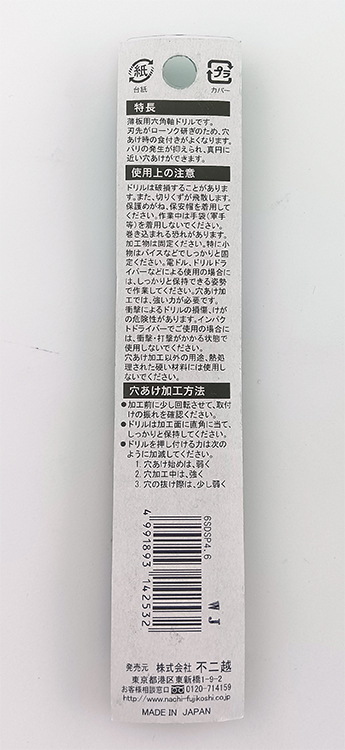 紙
台紙
プラ
カバー
特長
薄板用六角軸ドリルです。
刃先がローソク研ぎのため、穴
あけ時の食付きがよくなります。
バリの発生が抑えられ、真円に
近い穴あけができます。
使用上の注意
ドリルは破損することがありま
す。また、切りくずが飛散します。
保護めがね、保安帽を着用して
ください。作業中は手袋(軍手
等)を着用しないでください。
巻き込まれる恐れがあります。
加工物は固定ください。特に小
物はバイスなどでしっかりと固
定ください。電ドル、ドリルドラ
イバーなどによる使用の場合に
は、しっかりと保持できる姿勢
で作業してください。穴あけ加
工では、強い力が必要です。
衝撃によるドリルの損傷、けが
の危険性があります。インパク
トドライバーでご使用の場合に
は、衝撃・打撃がかかる状態で
使用しないでください。
穴あけ加工以外の用途、熱処
理された硬い材料には使用し
ないでください。
穴あけ加工方法
●加工前に少し回転させて、取付
けの振れを確認ください。
●ドリルは加工面に直角に当て、
しっかりと保持してください。
●ドリルを押し付ける力は次の
ように加減してください。
1. 穴あけ始めは、弱く
2. 穴加工中は、強く
3. 穴の抜け際は、少し弱く
6SDSP4.6
4 991893 142532
W J
発売元 株式会社 不二越
東京都港区東新橋1-9-2
お客様相談窓口 0120-714159
http://www.nachi-fujikoshi.co.jp/
MADE IN JAPAN